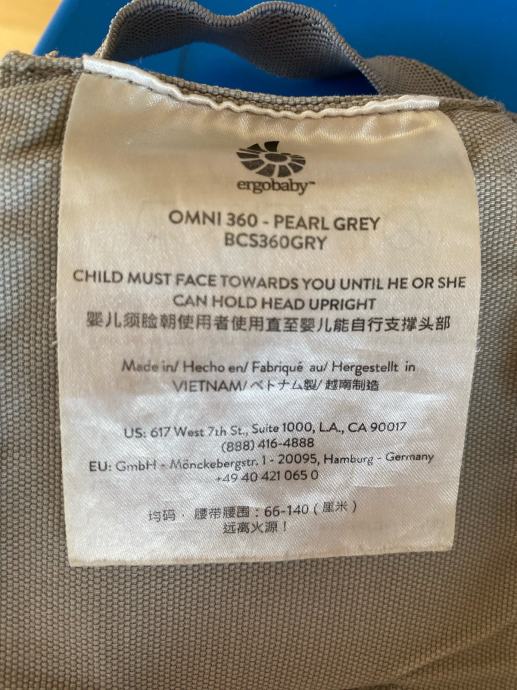 ergobaby™
OMNI 360 - PEARL GREY
BCS360GRY
CHILD MUST FACE TOWARDS YOU UNTIL HE OR SHE
CAN HOLD HEAD UPRIGHT
婴儿须脸朝使用者使用直至婴儿能自行支撑头部
Made in/ Hecho en/ Fabriqué au/ Hergestellt in
VIETNAM/ベトナム製/ 越南制造
US: 617 West 7th St., Suite 1000, L.A., CA 90017
(888) 416-4888
EU: GmbH - Mönckebergstr. 1 - 20095, Hamburg - Germany
+49 40 421 065 0
均码 · 腰带腰围：66-140（厘米）
远离火源！